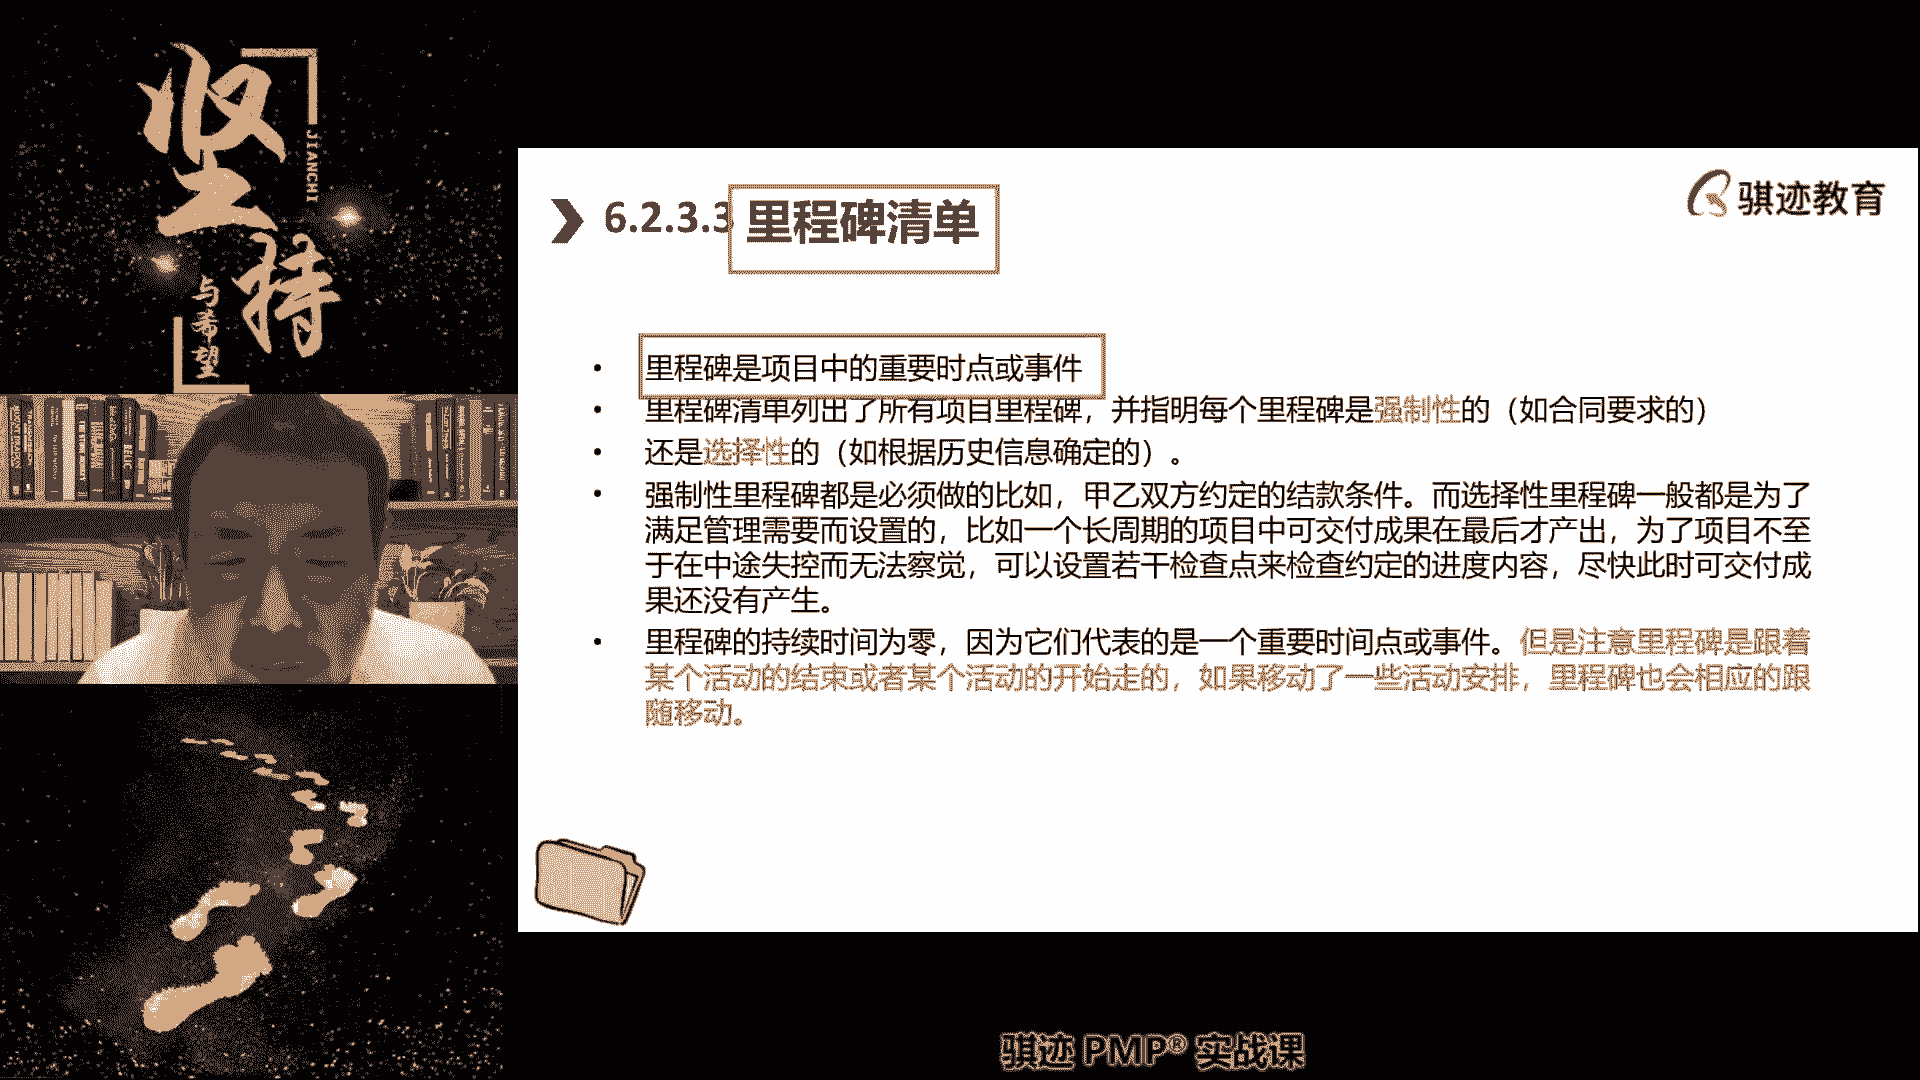 坚持
JIANCHI
与希望
6.2.3.3 里程碑清单
骐迹教育
• 里程碑是项目中的重要时点或事件
• 里程碑清单列出了所有项目里程碑，并指明每个里程碑是强制性的（如合同要求的）
• 还是选择性的（如根据历史信息确定的）。
• 强制性里程碑都是必须做的比如，甲乙双方约定的结款条件。而选择性里程碑一般都是为了
满足管理需要而设置的，比如一个长周期的项目中可交付成果在最后才产出，为了项目不至
于在中途失控而无法察觉，可以设置若干检查点来检查约定的进度内容，尽快此时可交付成
果还没有产生。
• 里程碑的持续时间为零，因为它们代表的是一个重要时间点或事件。但是注意里程碑是跟着
某个活动的结束或者某个活动的开始走的，如果移动了一些活动安排，里程碑也会相应的跟
随移动。
骐迹 PMP® 实战课